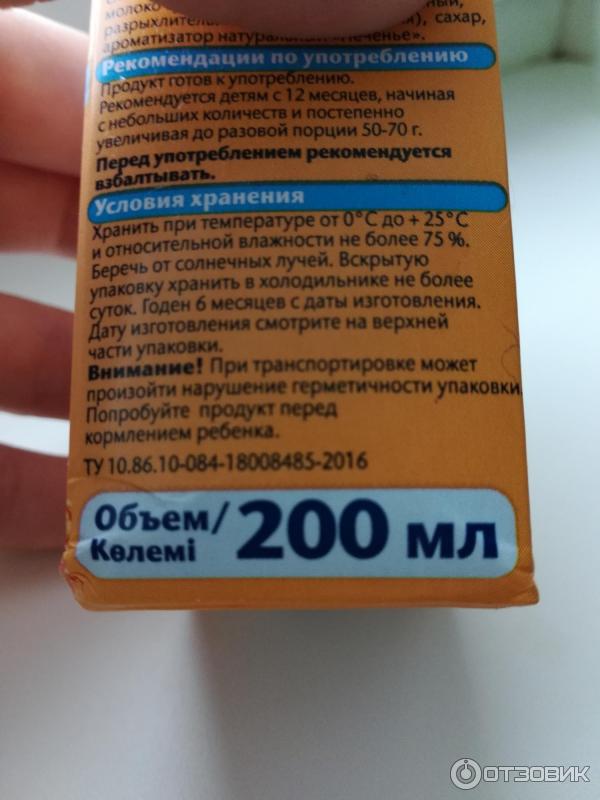 молоко
разрыхлитель сахар,
ароматизатор натуральный «Печенье».
Рекомендации по употреблению
Продукт готов к употреблению.
Рекомендуется детям с 12 месяцев, начиная
с небольших количеств и постепенно
увеличивая до разовой порции 50-70 г.
Перед употреблением рекомендуется
взбалтывать.
Условия хранения
Хранить при температуре от 0°C до + 25°C
и относительной влажности не более 75 %.
Беречь от солнечных лучей. Вскрытую
упаковку хранить в холодильнике не более
суток. Годен 6 месяцев с даты изготовления.
Дату изготовления смотрите на верхней
части упаковки.
Внимание! При транспортировке может
произойти нарушение герметичности упаковки
Попробуйте продукт перед
кормлением ребенка.
ТУ 10.86.10-084-18008485-2016
Объем/
Көлемі
200 мл
ОТЗОВИК